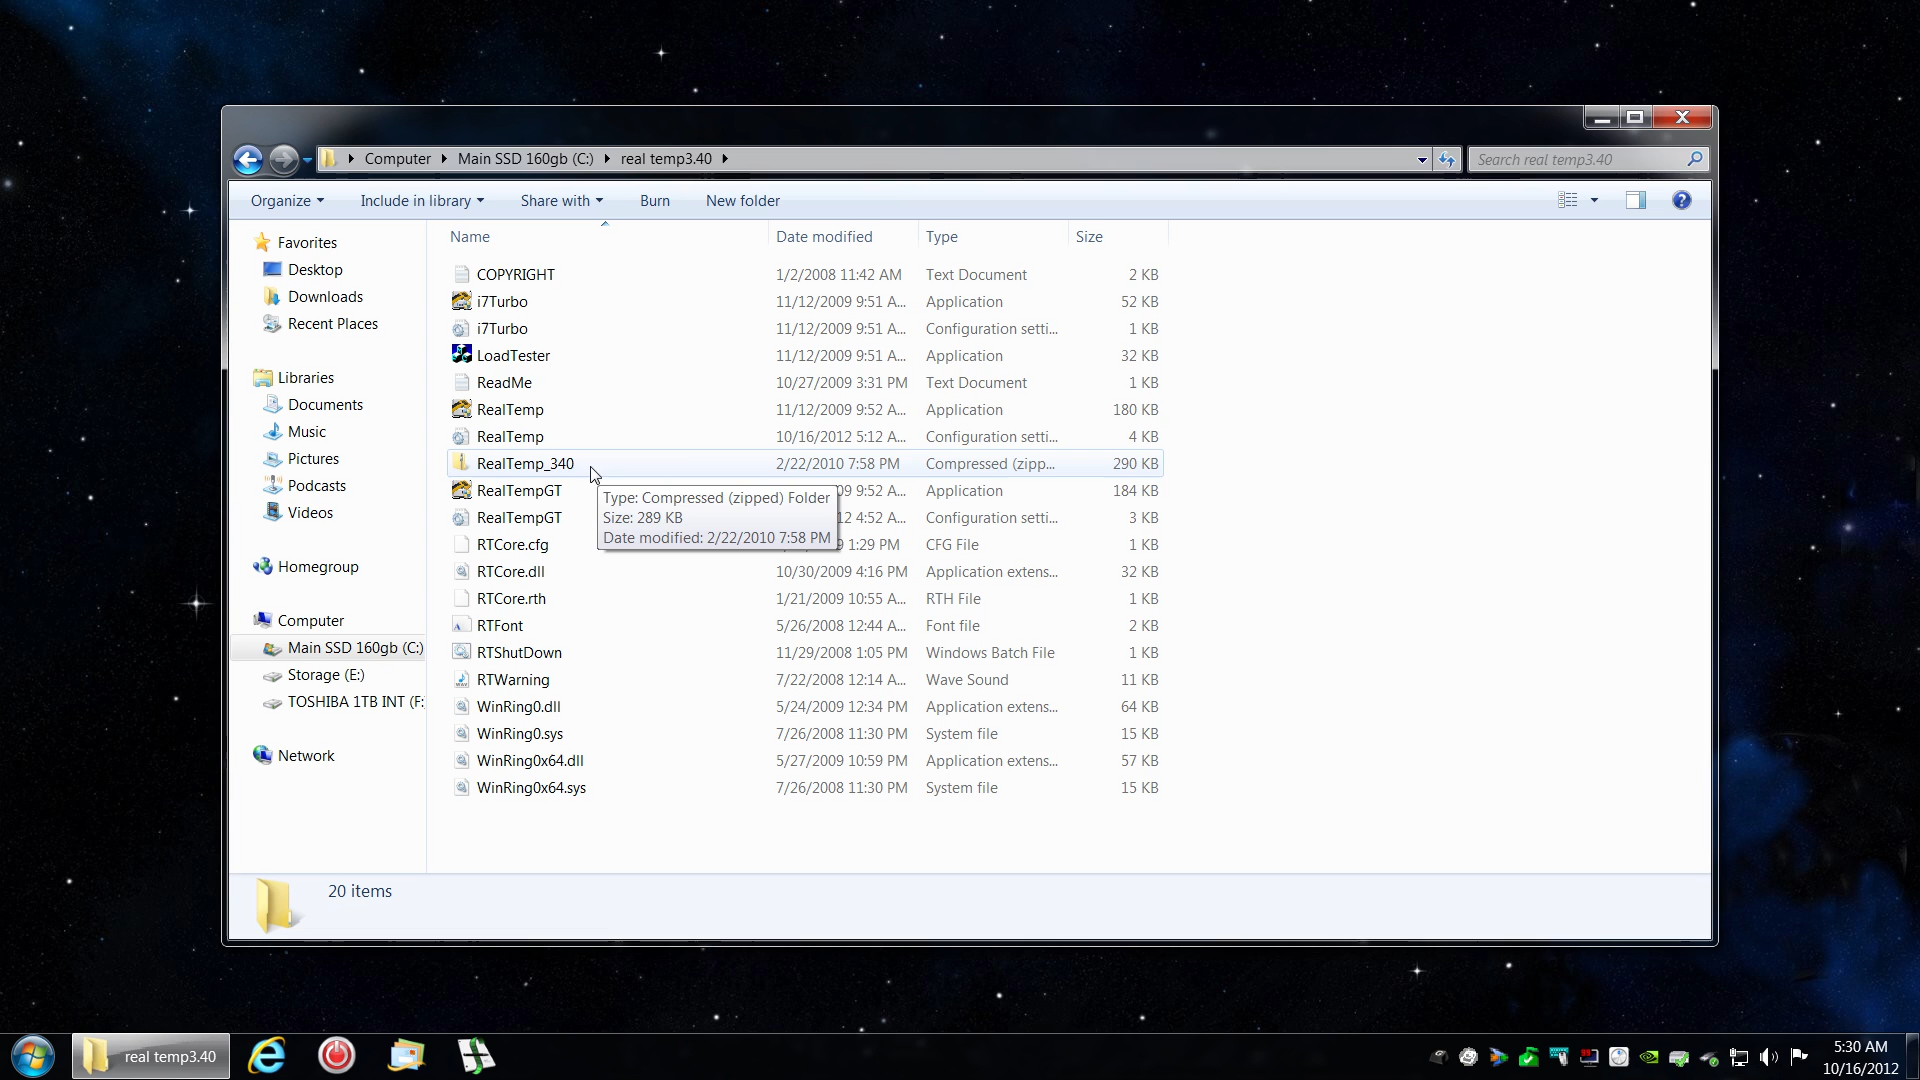 Computer Main SSD 160gb (C:) real temp3.40
Search real temp3.40
Organize Include in library Share with Burn New folder
Name Date modified Type Size
Favorites
Desktop
Downloads
Recent Places
Libraries
Documents
Music
Pictures
Podcasts
Videos
Homegroup
Computer
Main SSD 160gb (C:)
Storage (E:)
TOSHIBA 1TB INT (F:
Network
COPYRIGHT 1/2/2008 11:42 AM Text Document 2 KB
i7Turbo 11/12/2009 9:51 A... Application 52 KB
i7Turbo 11/12/2009 9:51 A... Configuration setti... 1 KB
LoadTester 11/12/2009 9:51 A... Application 32 KB
ReadMe 10/27/2009 3:31 PM Text Document 1 KB
RealTemp 11/12/2009 9:52 A... Application 180 KB
RealTemp 10/16/2012 5:12 A... Configuration setti... 4 KB
RealTemp_340 2/22/2010 7:58 PM Compressed (zipp... 290 KB
RealTempGT 09 9:52 A... Application 184 KB
RealTempGT 12 4:52 A... Configuration setti... 3 KB
RTCore.cfg 9 1:29 PM CFG File 1 KB
Type: Compressed (zipped) Folder
Size: 289 KB
Date modified: 2/22/2010 7:58 PM
RTCore.dll 10/30/2009 4:16 PM Application extens... 32 KB
RTCore.rth 1/21/2009 10:55 A... RTH File 1 KB
RTFont 5/26/2008 12:44 A... Font file 2 KB
RTShutDown 11/29/2008 1:05 PM Windows Batch File 1 KB
RTWarning 7/22/2008 12:14 A... Wave Sound 11 KB
WinRing0.dll 5/24/2009 12:34 PM Application extens... 64 KB
WinRing0.sys 7/26/2008 11:30 PM System file 15 KB
WinRing0x64.dll 5/27/2009 10:59 PM Application extens... 57 KB
WinRing0x64.sys 7/26/2008 11:30 PM System file 15 KB
20 items
real temp3.40
5:30 AM
10/16/2012